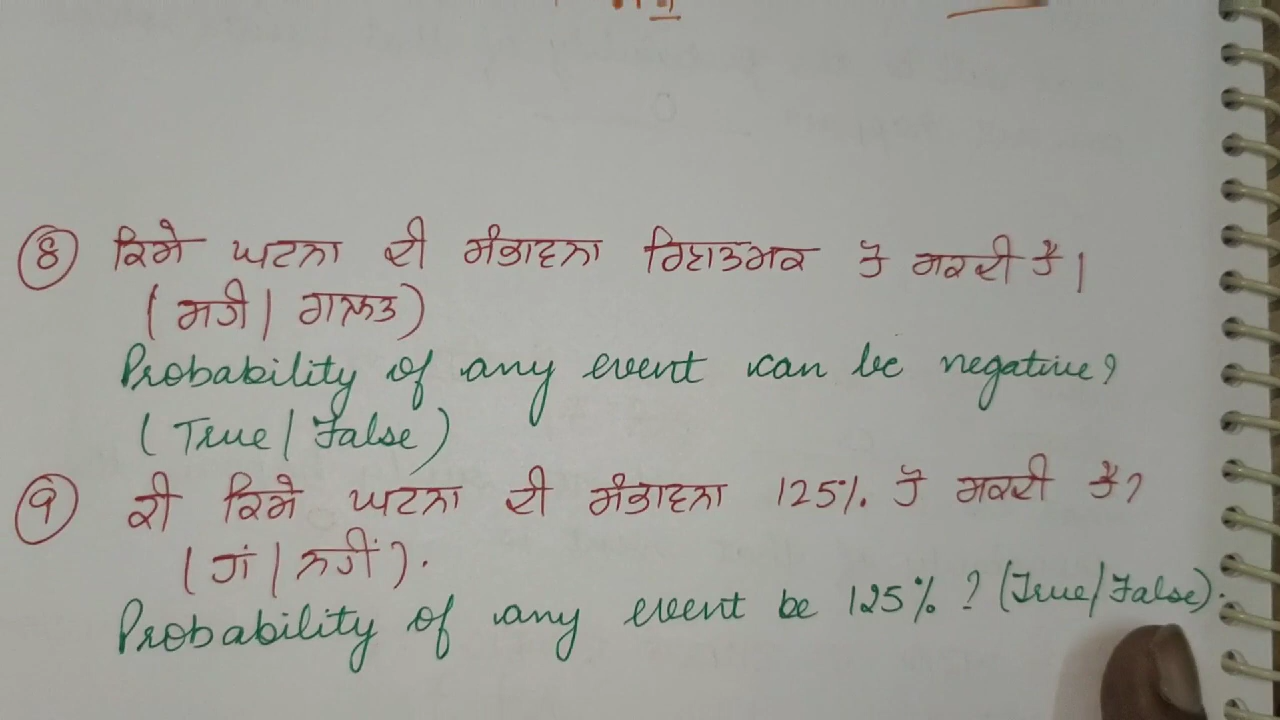 8 ਕਿਸੇ ਘਟਨਾ ਦੀ ਸੰਭਾਵਨਾ ਰਿਣਾਤਮਕ ਹੋ ਸਕਦੀ ਹੈ।
(ਸਹੀ/ ਗਲਤ)
Probability of any event can be negative?
(True/False)
9 ਕੀ ਕਿਸੇ ਘਟਨਾ ਦੀ ਸੰਭਾਵਨਾ 125% ਹੋ ਸਕਦੀ ਹੈ?
(ਹਾਂ/ਨਹੀਂ).
Probability of any event be 125% ? (True/False).